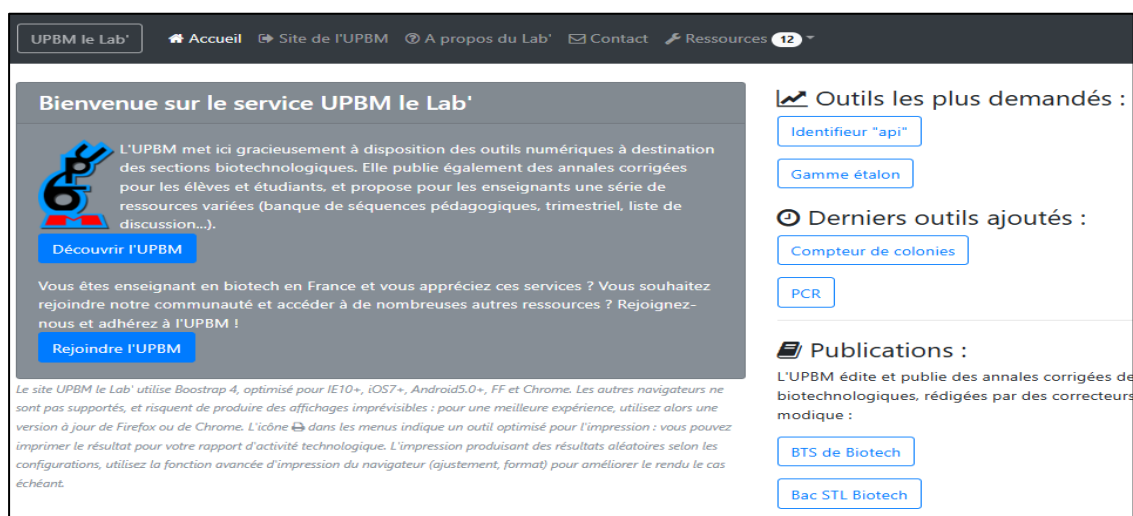 UPBM le Lab' Accueil Site de l'UPBM A propos du Lab' Contact Ressources 12
Bienvenue sur le service UPBM le Lab'
L'UPBM met ici gracieusement à disposition des outils numériques à destination
des sections biotechnologiques. Elle publie également des annales corrigées
pour les élèves et étudiants, et propose pour les enseignants une série de
ressources variées (banque de séquences pédagogiques, trimestriel, liste de
discussion...).
Découvrir l'UPBM
Vous êtes enseignant en biotech en France et vous appréciez ces services ? Vous souhaitez
rejoindre notre communauté et accéder à de nombreuses autres ressources ? Rejoignez-
nous et adhérez à l'UPBM !
Rejoindre l'UPBM
Le site UPBM le Lab' utilise Boostrap 4, optimisé pour IE10+, iOS7+, Android5.0+, FF et Chrome. Les autres navigateurs ne
sont pas supportés, et risquent de produire des affichages imprévisibles : pour une meilleure expérience, utilisez alors une
version à jour de Firefox ou de Chrome. L'icône dans les menus indique un outil optimisé pour l'impression : vous pouvez
imprimer le résultat pour votre rapport d'activité technologique. L'impression produisant des résultats aléatoires selon les
configurations, utilisez la fonction avancée d'impression du navigateur (ajustement, format) pour améliorer le rendu le cas
échéant.
Outils les plus demandés :
Identifieur "api"
Gamme étalon
Derniers outils ajoutés :
Compteur de colonies
PCR
Publications :
L'UPBM édite et publie des annales corrigées de
biotechnologiques, rédigées par des correcteurs
modique :
BTS de Biotech
Bac STL Biotech